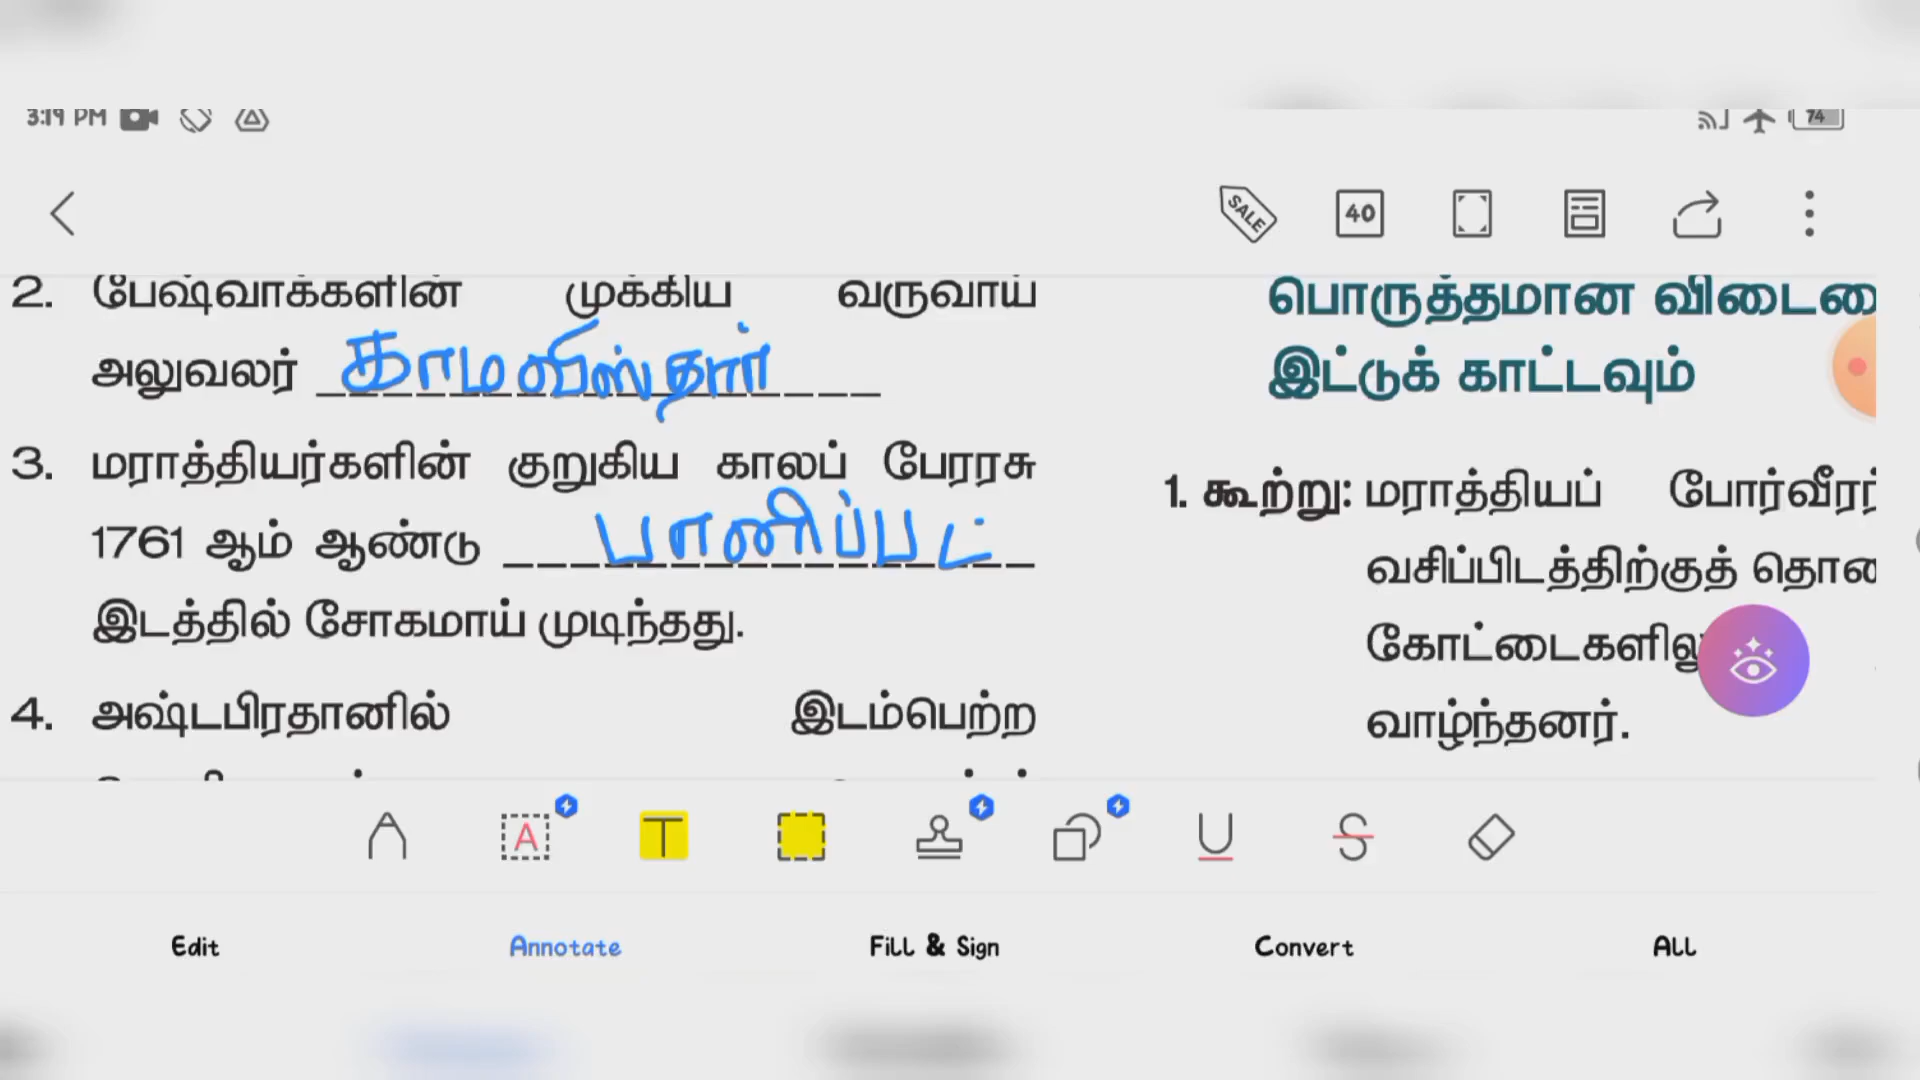 3:19 PM
74
SALE
40
2. பேஷ்வாக்களின் முக்கிய வருவாய்
அலுவலர் காமவிஸ்தார்
3. மராத்தியர்களின் குறுகிய காலப் பேரரசு
1761 ஆம் ஆண்டு பானிப்பட்
இடத்தில் சோகமாய் முடிந்தது.
4. அஷ்டபிரதானில் இடம்பெற்ற
பொருத்தமான
இட்டுக் காட்டவும்
1. கூற்று: மராத்தியப்
வசிப்பிடத்திற்குத்
வாழ்ந்தனர்.
A
T
U
S
Edit
Annotate
Fill & Sign
Convert
All